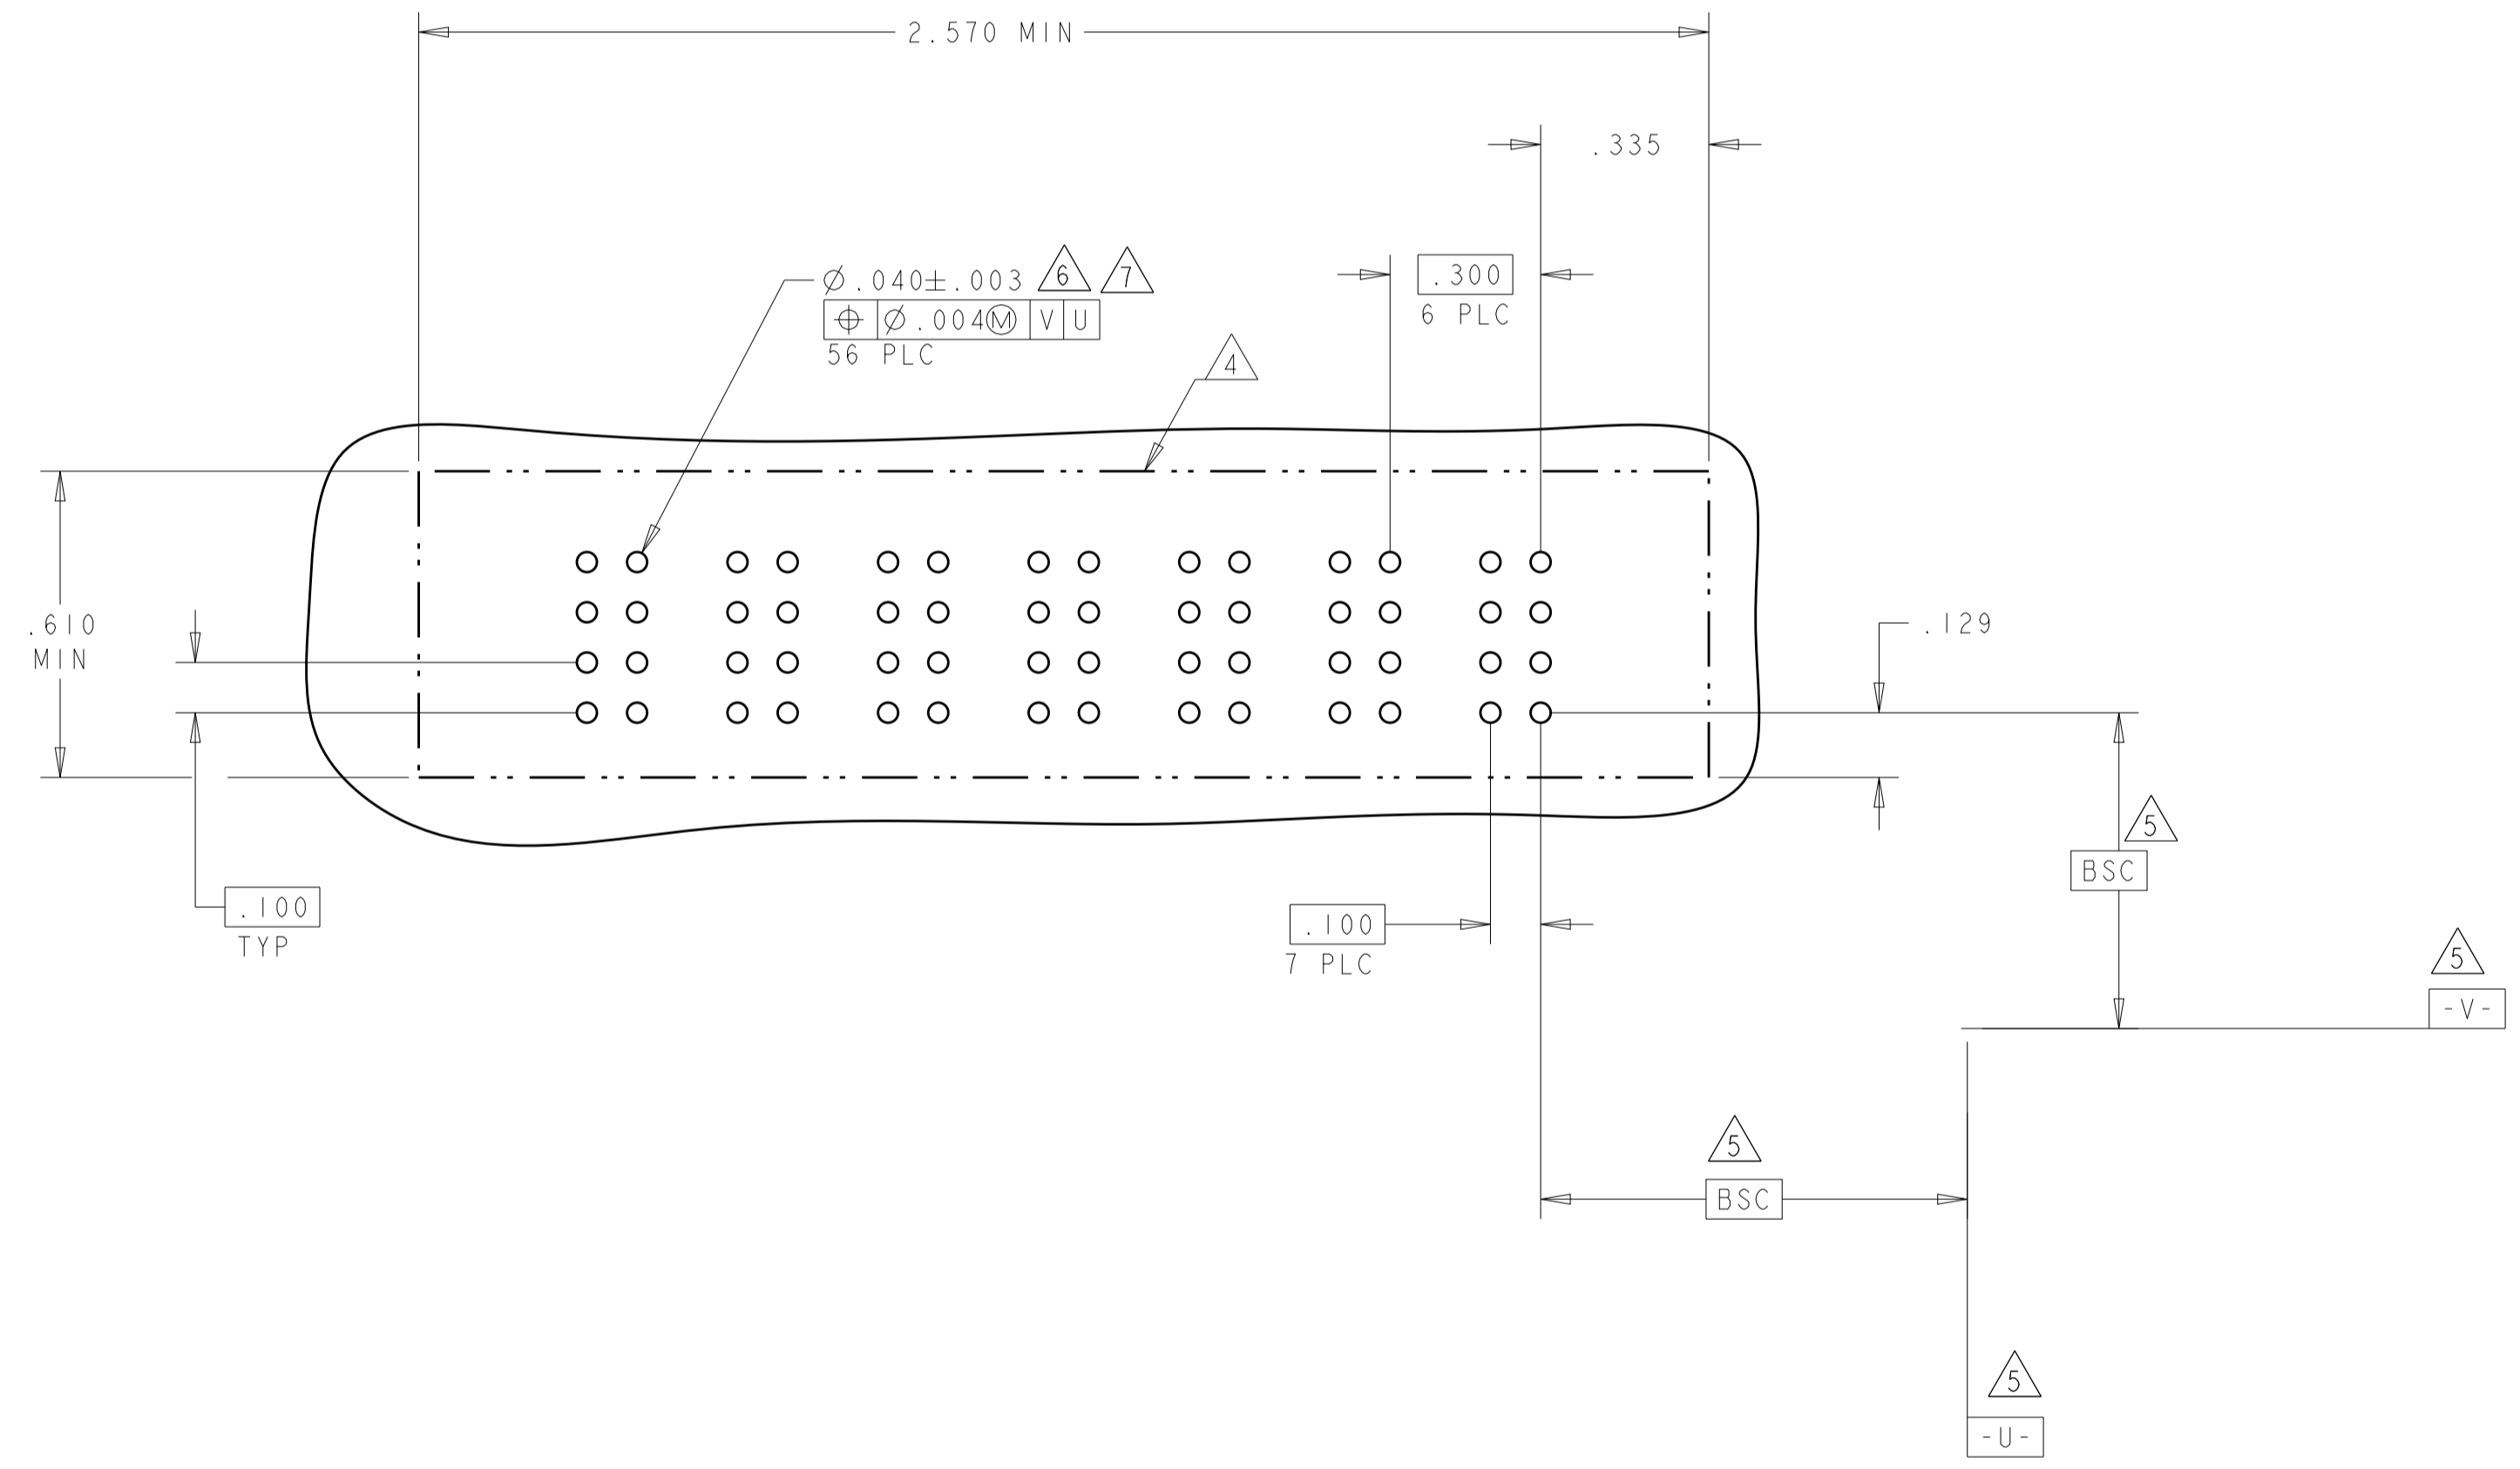 2.570 MIN
.335
⌀.040±.003 6 7
⌖ ⌀.004Ⓜ V U
56 PLC
.300
6 PLC
4
.610
MIN
.129
5
BSC
.100
TYP
.100
7 PLC
5
-V-
5
BSC
5
-U-